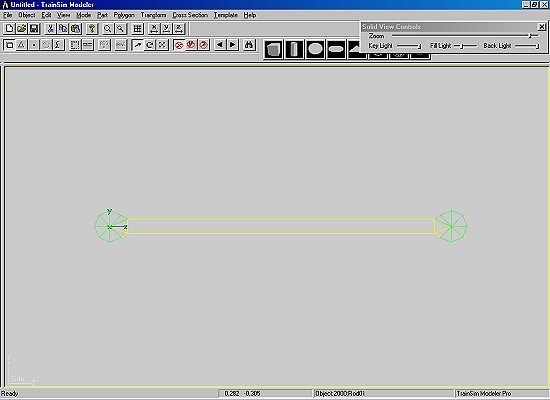 Untitled - TrainSim Modeler
File Object Edit View Mode Part Polygon Transform Cross Section Template Help
Solid View Controls
Zoom
Key Light Fill Light Back Light
X Y Z
y
x z
Y
Side Z
Ready 0.282 -0.305 Object:2000:Rod01 TrainSim Modeler Pro